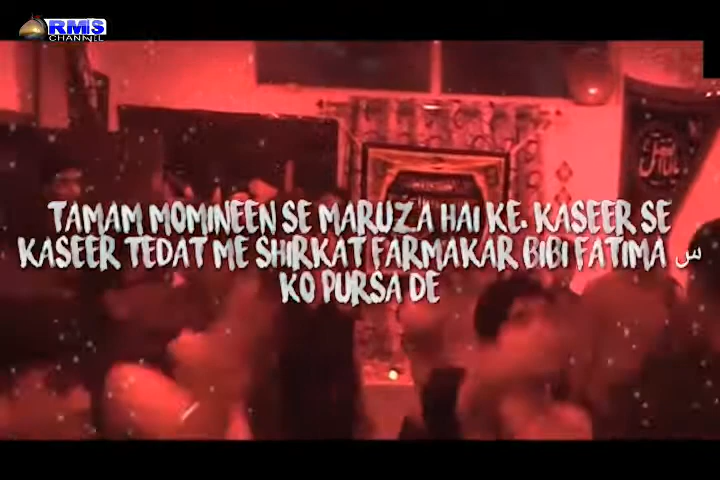 RMS
CHANNEL
TAMAM MOMINEEN SE MARUZA HAI KE. KASEER SE
KASEER TEDAT ME SHIRKAT FARMAKAR BIBI FATIMA س
KO PURSA DE